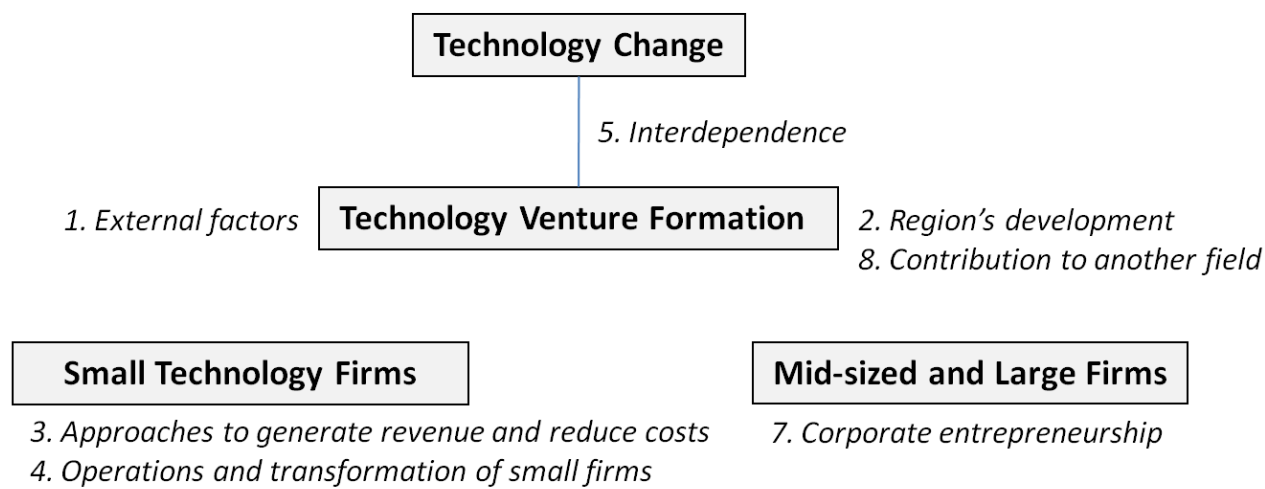 Technology Change
5. Interdependence
1. External factors
Technology Venture Formation
2. Region’s development
8. Contribution to another field
Small Technology Firms
Mid-sized and Large Firms
3. Approaches to generate revenue and reduce costs
7. Corporate entrepreneurship
4. Operations and transformation of small firms